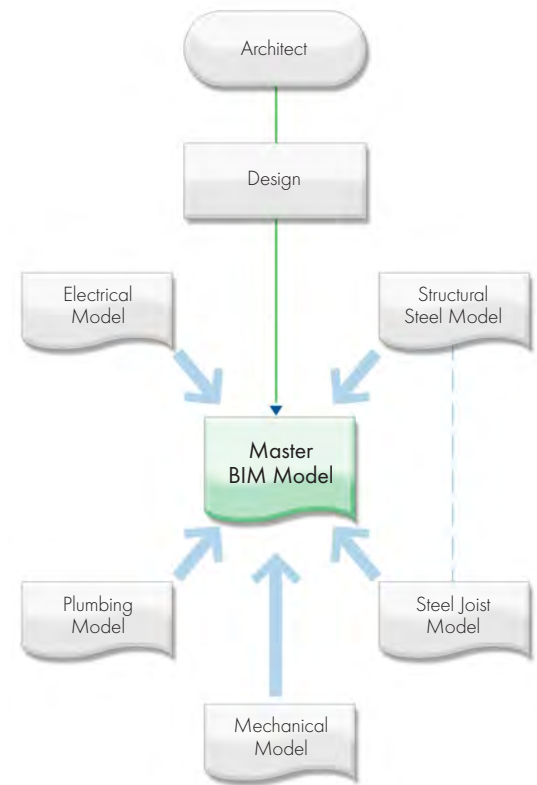 Architect
Design
Electrical
Model
Structural
Steel Model
Master
BIM Model
Plumbing
Model
Steel Joist
Model
Mechanical
Model